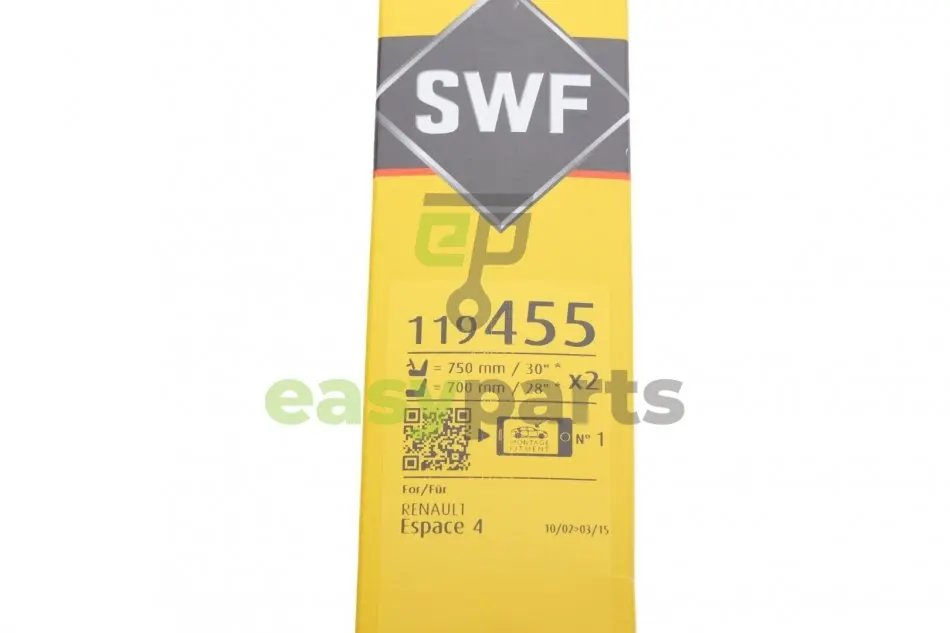 SWF
ep
119455
= 750 mm / 30" *
= 700 mm / 28" *
x2
easyparts
MONTAGE
FITMENT
N° 1
For/Für
RENAULT
Espace 4
10/02>03/15